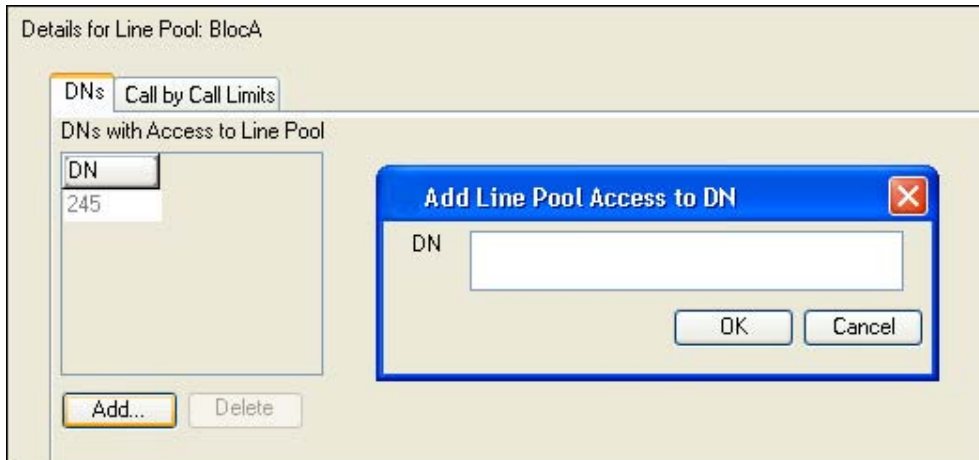 Details for Line Pool: BlocA
DNs
Call by Call Limits
DNs with Access to Line Pool
DN
245
Add...
Delete
Add Line Pool Access to DN
DN
OK
Cancel